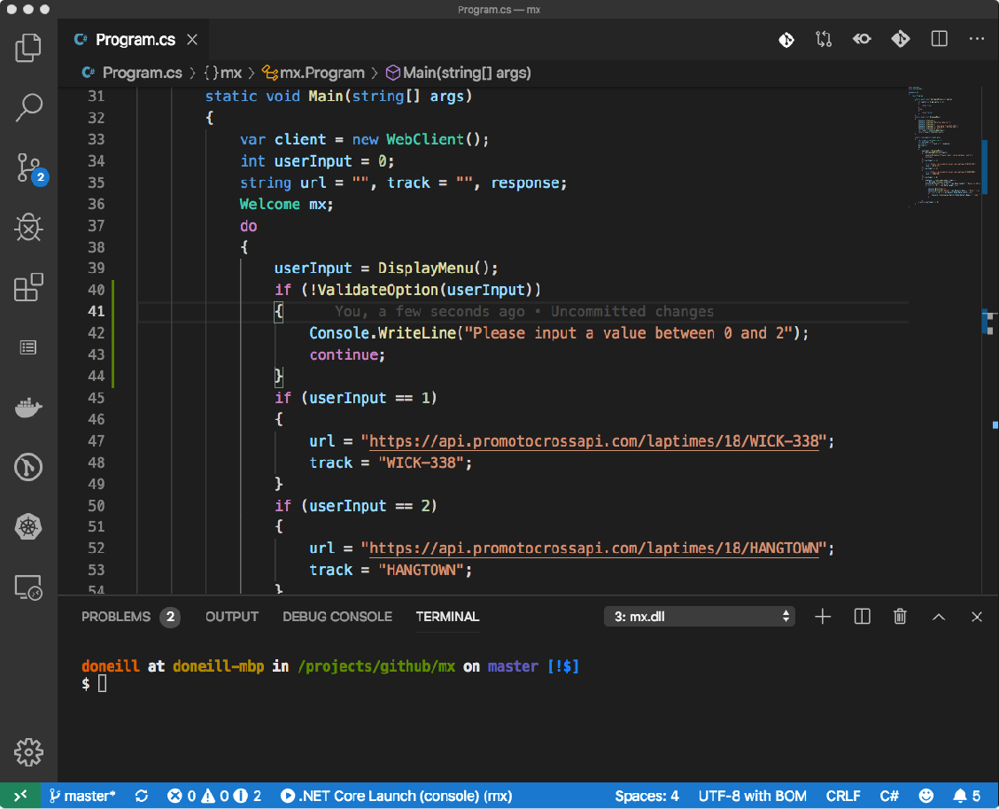 Program.cs — mx
C# Program.cs
C# Program.cs > {} mx > mx.Program > Main(string[] args)
31 static void Main(string[] args)
32 {
33 var client = new WebClient();
34 int userInput = 0;
35 string url = "", track = "", response;
36 Welcome mx;
37 do
38 {
39 userInput = DisplayMenu();
40 if (!ValidateOption(userInput))
41 { You, a few seconds ago • Uncommitted changes
42 Console.WriteLine("Please input a value between 0 and 2");
43 continue;
44 }
45 if (userInput == 1)
46 {
47 url = "https://api.promotocrossapi.com/laptimes/18/WICK-338";
48 track = "WICK-338";
49 }
50 if (userInput == 2)
51 {
52 url = "https://api.promotocrossapi.com/laptimes/18/HANGTOWN";
53 track = "HANGTOWN";
54 }
2
PROBLEMS 2 OUTPUT DEBUG CONSOLE TERMINAL 3: mx.dll
doneill at doneill-mbp in /projects/github/mx on master [!$]
$
master* 0 0 2 .NET Core Launch (console) (mx) Spaces: 4 UTF-8 with BOM CRLF C# 5